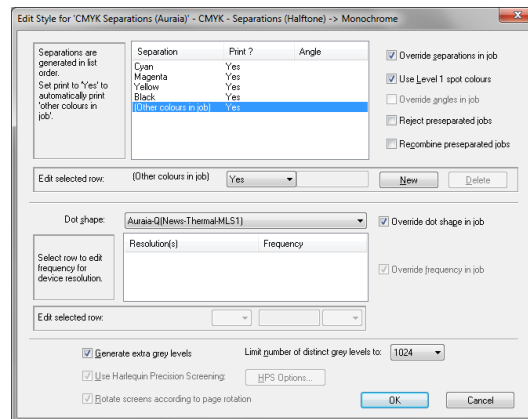 Edit Style for 'CMYK Separations (Auraia)' - CMYK - Separations (Halftone) -> Monochrome
Separations are generated in list order.
Set print to 'Yes' to automatically print 'other colours in job'.
Separation Print ? Angle
Cyan Yes
Magenta Yes
Yellow Yes
Black Yes
(Other colours in job) Yes
Override separations in job
Use Level 1 spot colours
Override angles in job
Reject preseparated jobs
Recombine preseparated jobs
Edit selected row: (Other colours in job) Yes New Delete
Dot shape: Auraia-Q(News-Thermal-MLS1) Override dot shape in job
Select row to edit frequency for device resolution.
Resolution(s) Frequency
Override frequency in job
Edit selected row:
Generate extra grey levels Limit number of distinct grey levels to: 1024
Use Harlequin Precision Screening: HPS Options...
Rotate screens according to page rotation
OK Cancel